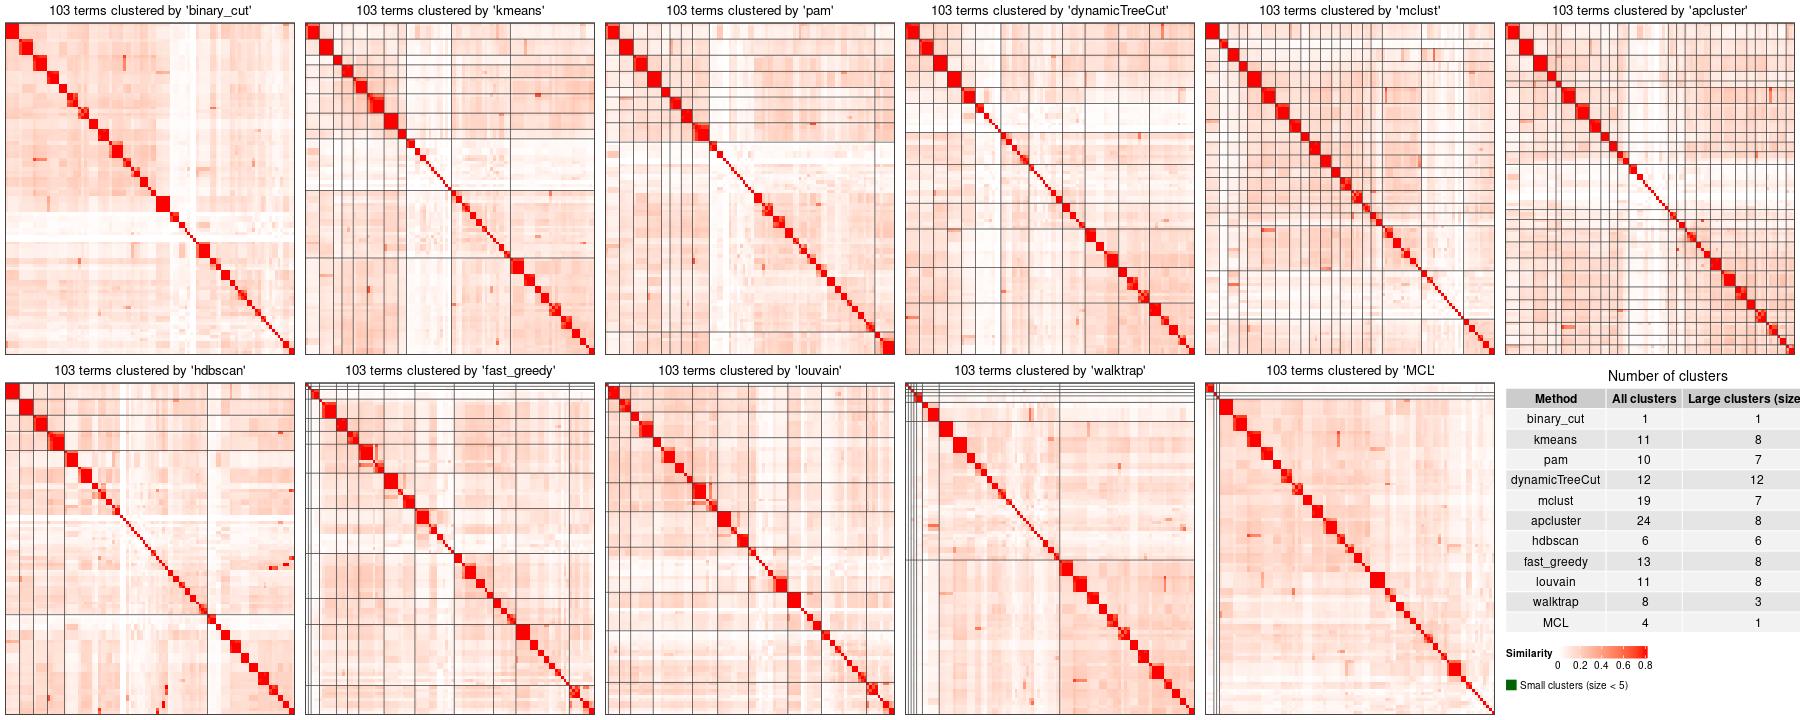 103 terms clustered by 'binary_cut'
103 terms clustered by 'kmeans'
103 terms clustered by 'pam'
103 terms clustered by 'dynamicTreeCut'
103 terms clustered by 'mclust'
103 terms clustered by 'apcluster'
103 terms clustered by 'hdbscan'
103 terms clustered by 'fast_greedy'
103 terms clustered by 'louvain'
103 terms clustered by 'walktrap'
103 terms clustered by 'MCL'
Number of clusters
Method All clusters Large clusters (size
binary_cut 1 1
kmeans 11 8
pam 10 7
dynamicTreeCut 12 12
mclust 19 7
apcluster 24 8
hdbscan 6 6
fast_greedy 13 8
louvain 11 8
walktrap 8 3
MCL 4 1
Similarity
0 0.2 0.4 0.6 0.8
Small clusters (size < 5)